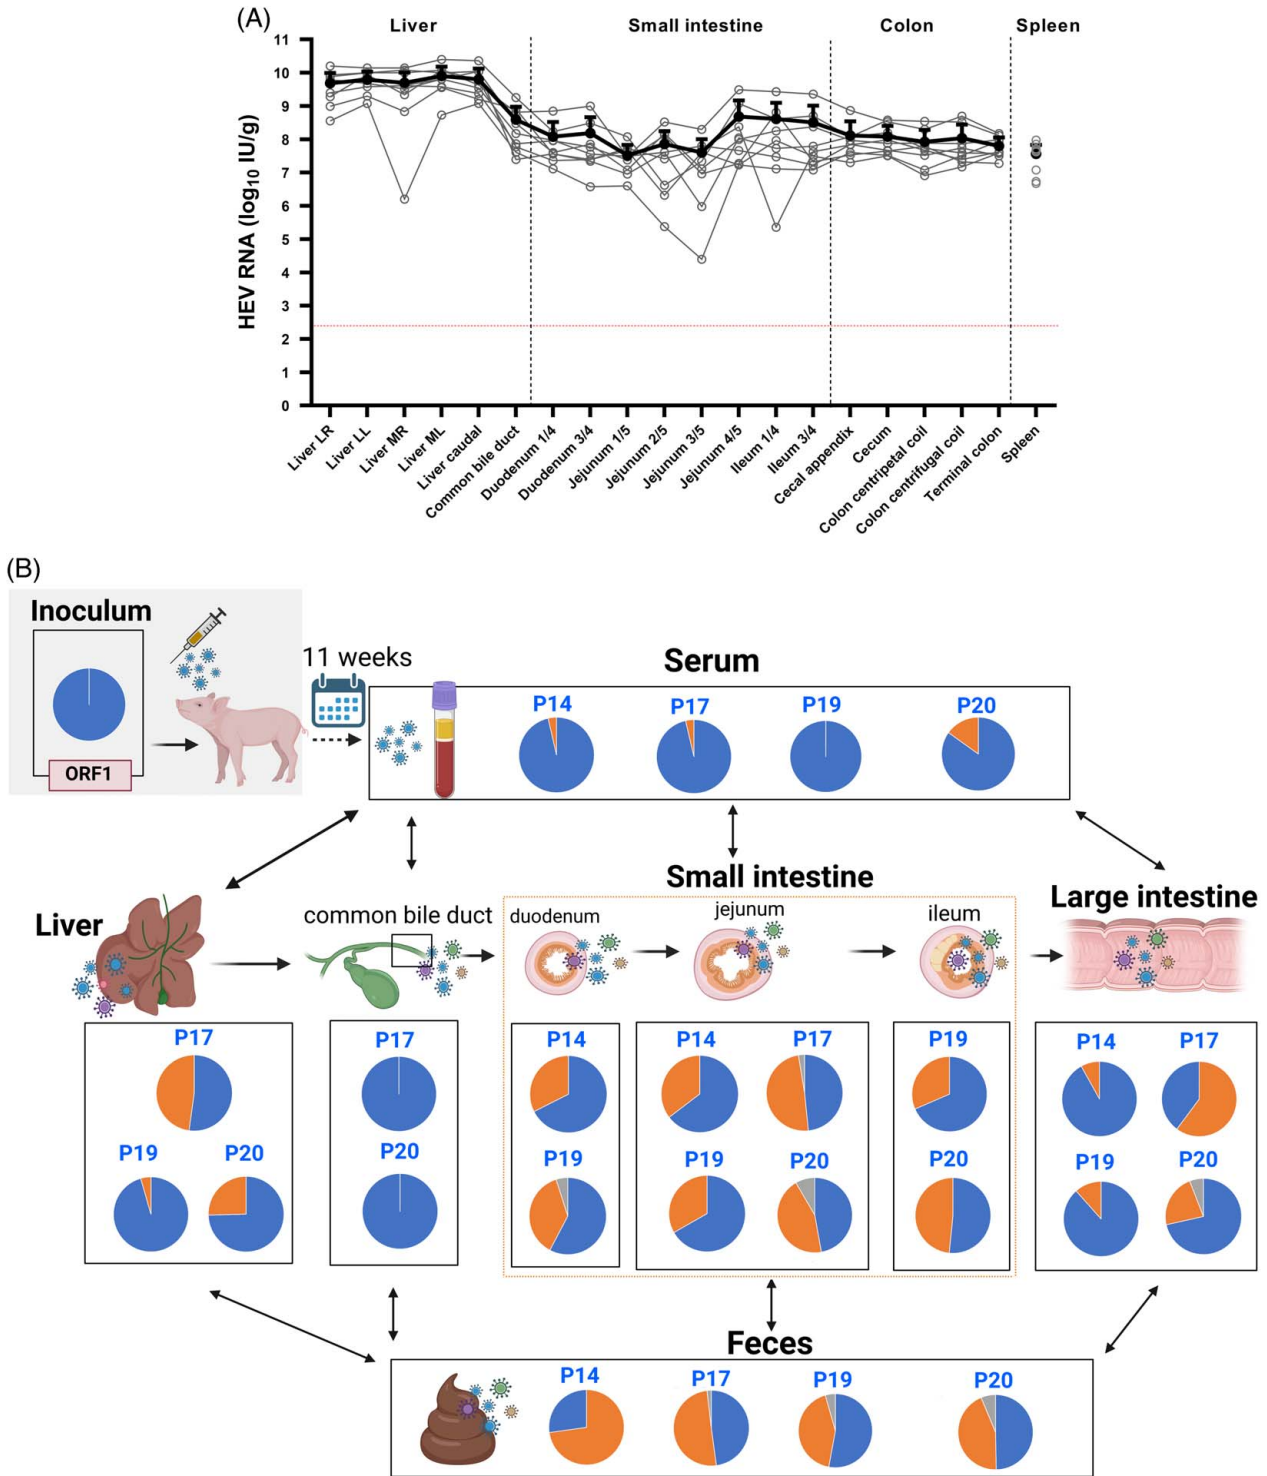 (A)
Liver
Small intestine
Colon
Spleen
HEV RNA (log10 IU/g)
11
10
9
8
7
6
5
4
3
2
1
0
Liver LR
Liver LL
Liver MR
Liver ML
Liver caudal
Common bile duct
Duodenum 1/4
Duodenum 3/4
Jejunum 1/5
Jejunum 2/5
Jejunum 3/5
Jejunum 4/5
Ileum 1/4
Ileum 3/4
Cecal appendix
Cecum
Colon centripetal coil
Colon centrifugal coil
Terminal colon
Spleen
(B)
Inoculum
ORF1
11 weeks
Serum
P14
P17
P19
P20
Liver
common bile duct
Small intestine
duodenum
jejunum
ileum
Large intestine
P17
P19
P20
P17
P20
P14
P19
P14
P17
P19
P20
P19
P20
P14
P17
P19
P20
Feces
P14
P17
P19
P20